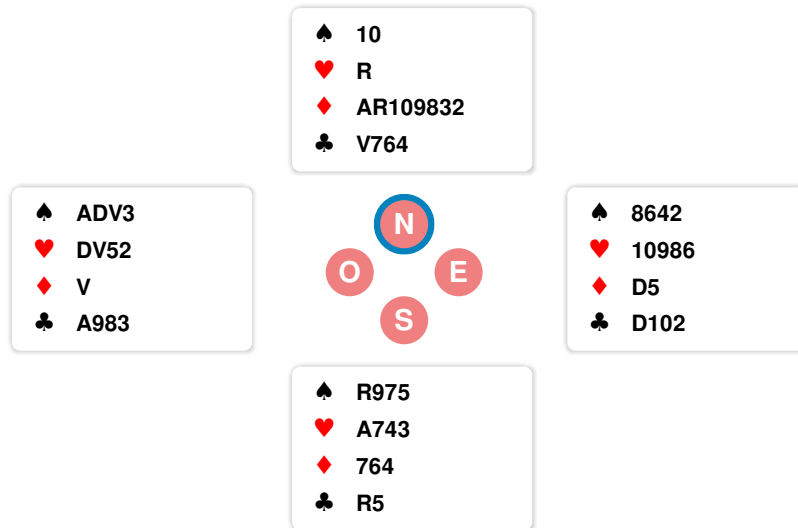 ♠ 10
♥ R
♦ AR109832
♣ V764
♠ ADV3
♥ DV52
♦ V
♣ A983
N
O E
S
♠ 8642
♥ 10986
♦ D5
♣ D102
♠ R975
♥ A743
♦ 764
♣ R5